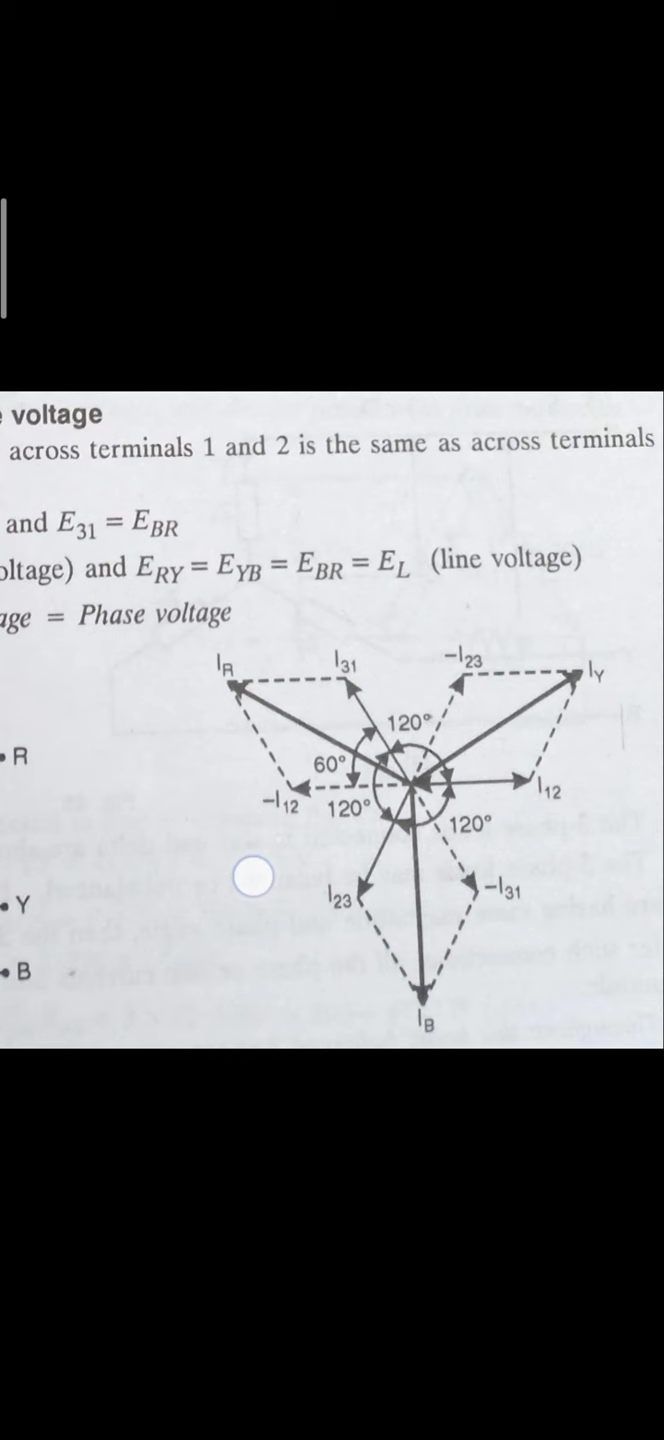 voltage
across terminals 1 and 2 is the same as across terminals
and E31 = EBR
oltage) and ERY = EYB = EBR = EL (line voltage)
age = Phase voltage
IR
I31
–I23
IY
120°
• R
60°
–I12
120°
I12
120°
• Y
I23
–I31
• B
IB